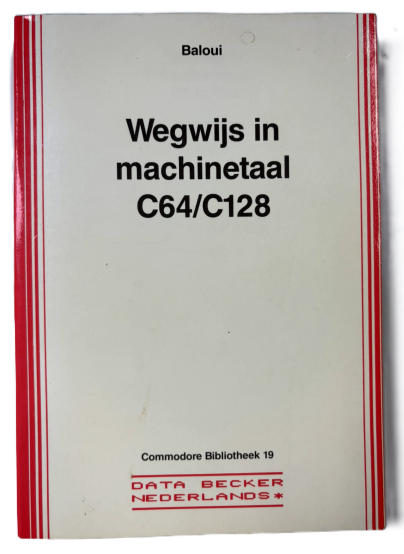 Baloui
Wegwijs in
machinetaal
C64/C128
Commodore Bibliotheek 19
DATA BECKER
NEDERLANDS*